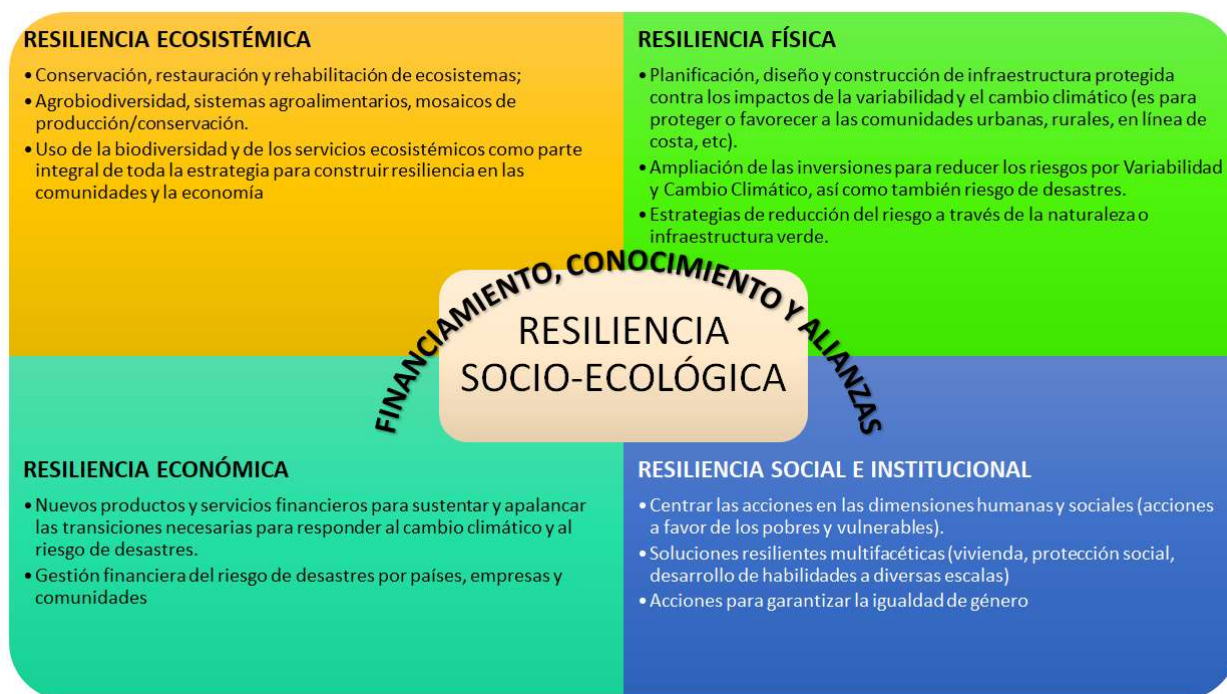 RESILIENCIA ECOSISTÉMICA
• Conservación, restauración y rehabilitación de ecosistemas;
• Agrobiodiversidad, sistemas agroalimentarios, mosaicos de
producción/conservación.
• Uso de la biodiversidad y de los servicios ecosistémicos como parte
integral de toda la estrategia para construir resiliencia en las
comunidades y la economía
RESILIENCIA FÍSICA
• Planificación, diseño y construcción de infraestructura protegida
contra los impactos de la variabilidad y el cambio climático (es para
proteger o favorecer a las comunidades urbanas, rurales, en línea de
costa, etc).
• Ampliación de las inversiones para reducer los riesgos por Variabilidad
y Cambio Climático, así como también riesgo de desastres.
• Estrategias de reducción del riesgo a través de la naturaleza o
infraestructura verde.
FINANCIAMIENTO, CONOCIMIENTO Y ALIANZAS
RESILIENCIA
SOCIO-ECOLÓGICA
RESILIENCIA ECONÓMICA
• Nuevos productos y servicios financieros para sustentar y apalancar
las transiciones necesarias para responder al cambio climático y al
riesgo de desastres.
• Gestión financiera del riesgo de desastres por países, empresas y
comunidades
RESILIENCIA SOCIAL E INSTITUCIONAL
• Centrar las acciones en las dimensiones humanas y sociales (acciones
a favor de los pobres y vulnerables).
• Soluciones resilientes multifacéticas (vivienda, protección social,
desarrollo de habilidades a diversas escalas)
• Acciones para garantizar la igualdad de género